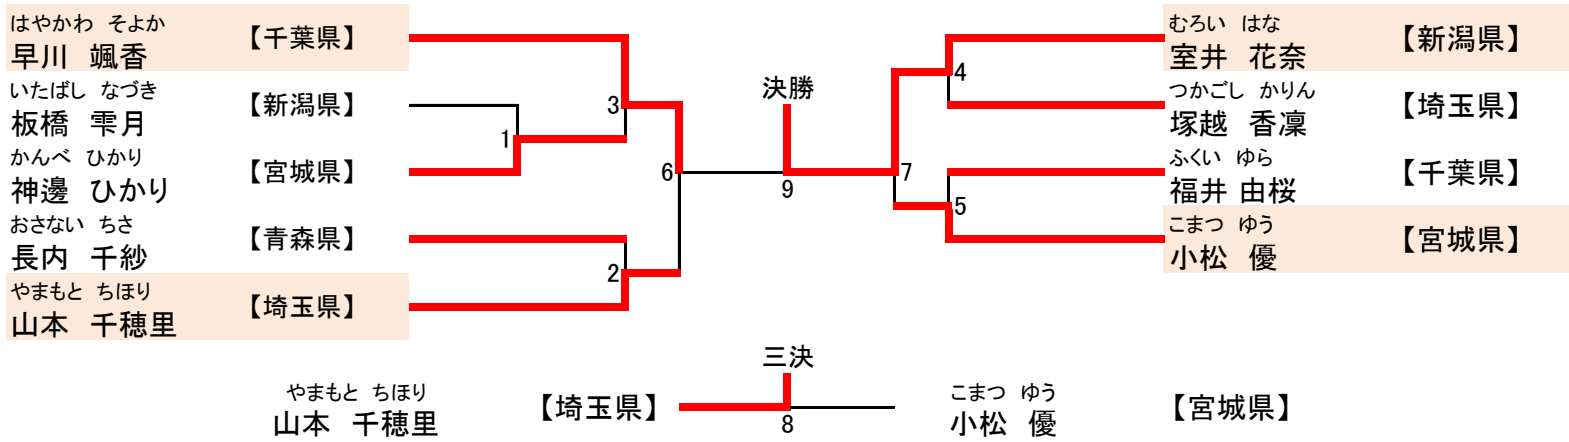 はやかわ そよか
早川 颯香 【千葉県】
いたばし なづき
板橋 雫月 【新潟県】
かんべ ひかり
神邊 ひかり 【宮城県】
おさない ちさ
長内 千紗 【青森県】
やまもと ちほり
山本 千穂里 【埼玉県】
1
2
3
6
決勝
9
7
4
5
むろい はな
室井 花奈 【新潟県】
つかごし かりん
塚越 香凜 【埼玉県】
ふくい ゆら
福井 由桜 【千葉県】
こまつ ゆう
小松 優 【宮城県】
三決
やまもと ちほり
山本 千穂里 【埼玉県】
8
こまつ ゆう
小松 優 【宮城県】